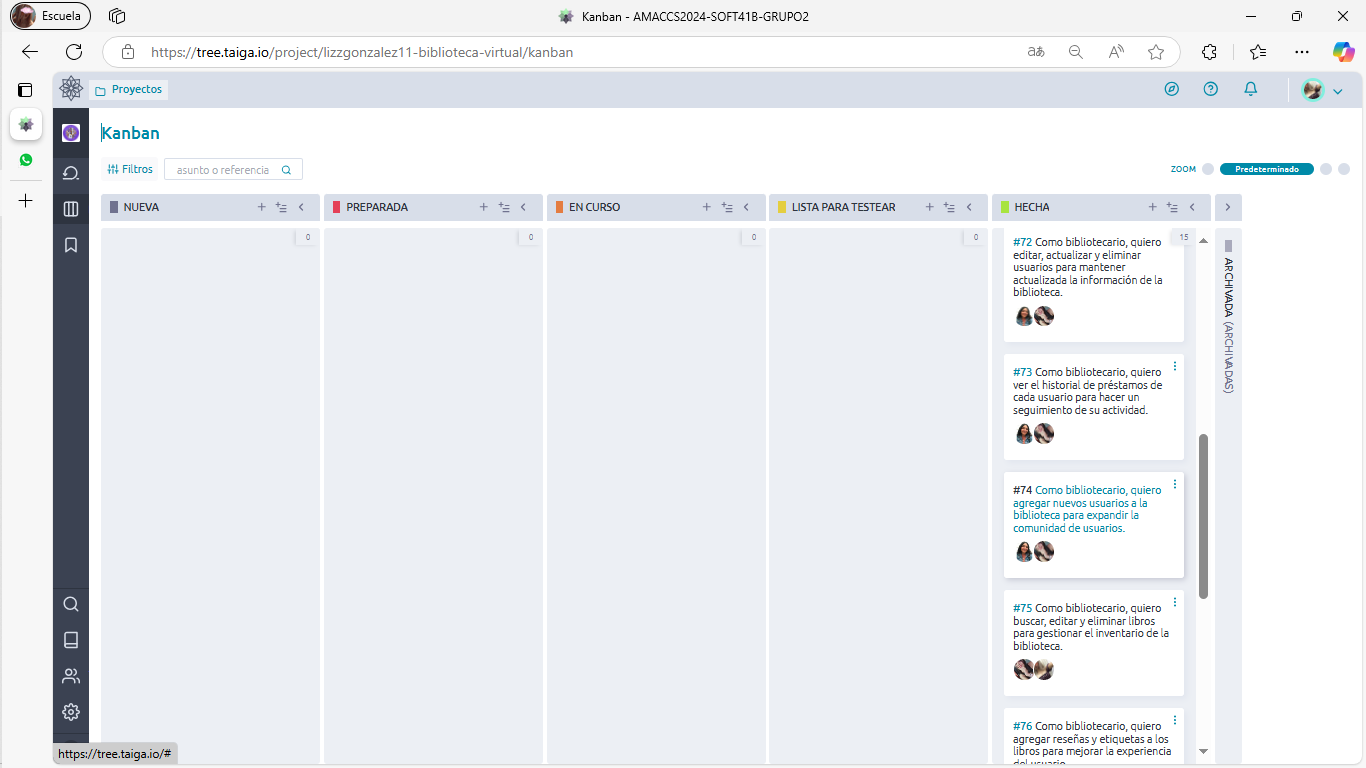 Escuela
Kanban - AMACCS2024-SOFT41B-GRUPO2
https://tree.taiga.io/project/lizzgonzalez11-biblioteca-virtual/kanban
Proyectos
Kanban
Filtros
asunto o referencia
ZOOM
Predeterminado
NUEVA
PREPARADA
EN CURSO
LISTA PARA TESTEAR
HECHA
0
0
0
0
15
#72 Como bibliotecario, quiero
editar, actualizar y eliminar
usuarios para mantener
actualizada la información de la
biblioteca.
#73 Como bibliotecario, quiero
ver el historial de préstamos de
cada usuario para hacer un
seguimiento de su actividad.
#74 Como bibliotecario, quiero
agregar nuevos usuarios a la
biblioteca para expandir la
comunidad de usuarios.
#75 Como bibliotecario, quiero
buscar, editar y eliminar libros
para gestionar el inventario de la
biblioteca.
#76 Como bibliotecario, quiero
agregar reseñas y etiquetas a los
libros para mejorar la experiencia
del usuario.
ARCHIVADA (ARCHIVADAS)
https://tree.taiga.io/#